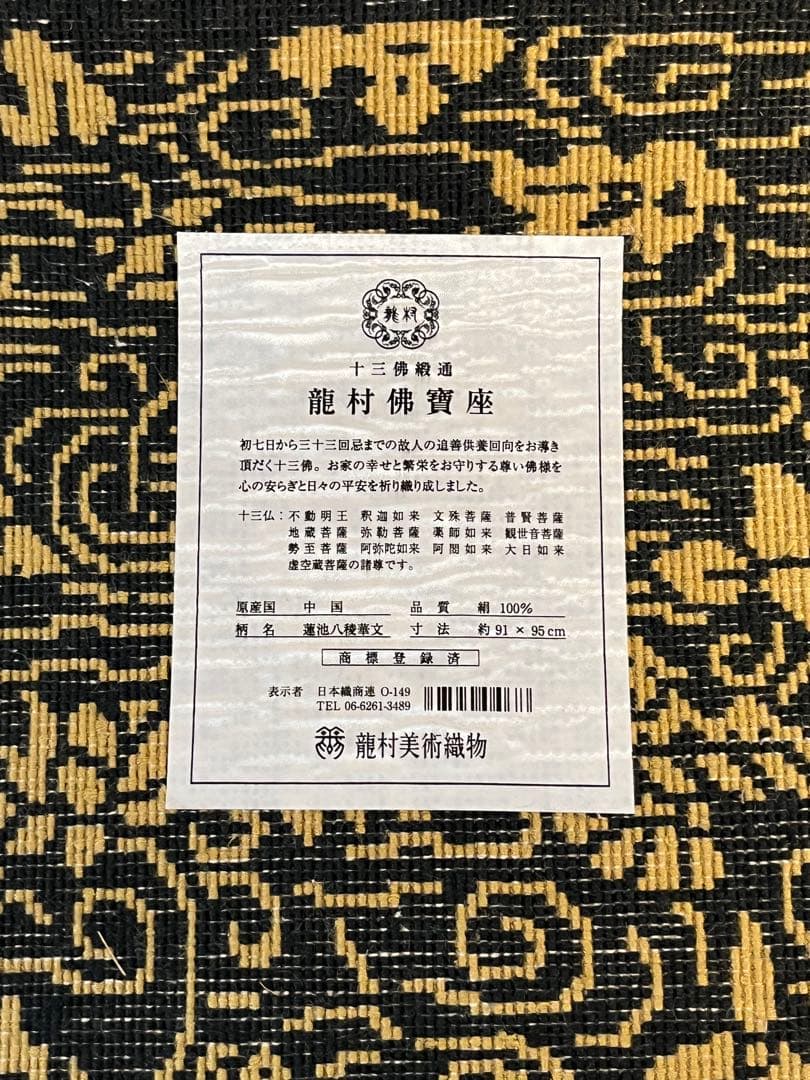 龍村
十三佛緞通
龍村佛寶座
初七日から三十三回忌までの故人の追善供養回向をお導き
頂だく十三佛。お家の幸せと繁栄をお守りする尊い佛様を
心の安らぎと日々の平安を祈り織り成しました。
十三仏：不動明王 釈迦如来 文殊菩薩 普賢菩薩
地蔵菩薩 弥勒菩薩 薬師如来 観世音菩薩
勢至菩薩 阿弥陀如来 阿閦如来 大日如来
虚空蔵菩薩の諸尊です。
原産国 中国 品質 絹 100%
柄名 蓮池八稜華文 寸法 約 91 × 95cm
商標登録済
表示者 日本織商連 O-149
TEL 06-6261-3489
龍村美術織物